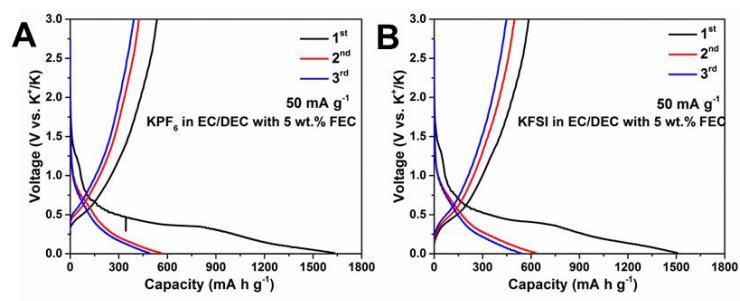 A
3.0
2.5
2.0
1.5
1.0
0.5
0.0
Voltage (V vs. K+/K)
1st
2nd
3rd
50 mA g-1
KPF6 in EC/DEC with 5 wt.% FEC
0 300 600 900 1200 1500 1800
Capacity (mA h g-1)
B
3.0
2.5
2.0
1.5
1.0
0.5
0.0
Voltage (V vs. K+/K)
1st
2nd
3rd
50 mA g-1
KFSI in EC/DEC with 5 wt.% FEC
0 300 600 900 1200 1500 1800
Capacity (mA h g-1)